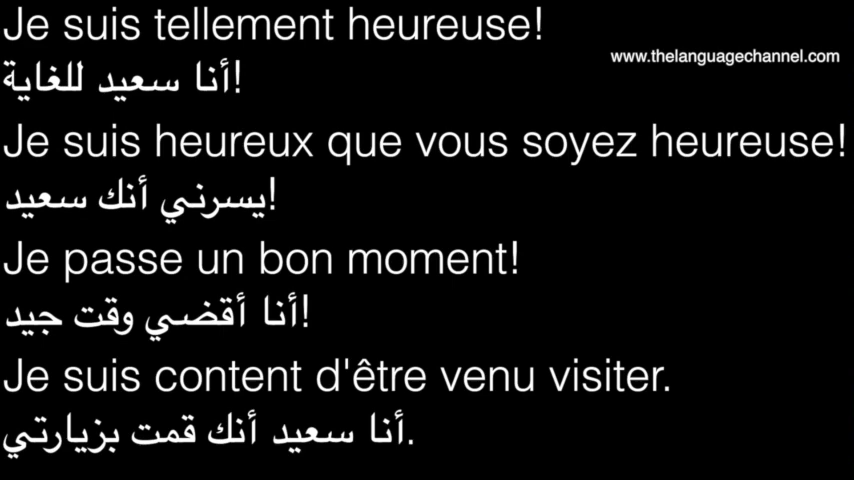 Je suis tellement heureuse!
www.thelanguagechannel.com
أنا سعيد للغاية!
Je suis heureux que vous soyez heureuse!
يسرني أنك سعيد!
Je passe un bon moment!
أنا أقضي وقت جيد!
Je suis content d'être venu visiter.
أنا سعيد أنك قمت بزيارتي.